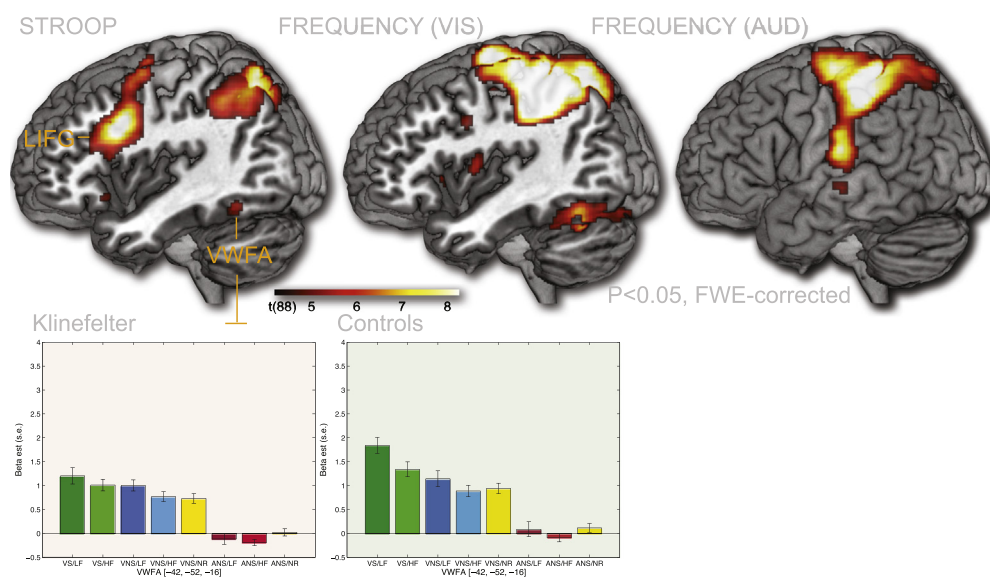 STROOP
FREQUENCY (VIS)
FREQUENCY (AUD)
LIFG
VWFA
t(88) 5 6 7 8
P<0.05, FWE-corrected
Klinefelter
Controls
4
3.5
3
2.5
2
1.5
1
0.5
0
−0.5
Beta est (s.e.)
VS/LF VS/HF VNS/LF VNS/HF VNS/NR ANS/LF ANS/HF ANS/NR
VWFA [−42, −52, −16]
4
3.5
3
2.5
2
1.5
1
0.5
0
−0.5
Beta est (s.e.)
VS/LF VS/HF VNS/LF VNS/HF VNS/NR ANS/LF ANS/HF ANS/NR
VWFA [−42, −52, −16]